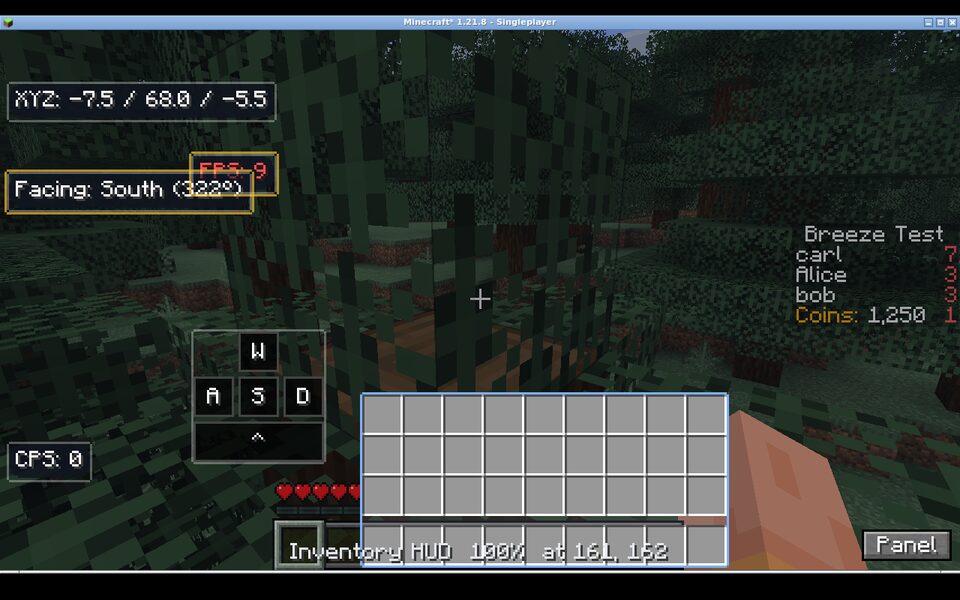 Minecraft* 1.21.8 - Singleplayer
XYZ: -7.5 / 68.0 / -5.5
FPS: 9
Facing: South (322°)
Breeze Test
carl 7
Alice 3
bob 3
Coins: 1,250 1
W
A S D
^
CPS: 0
Inventory HUD 100% at 161, 162
Panel